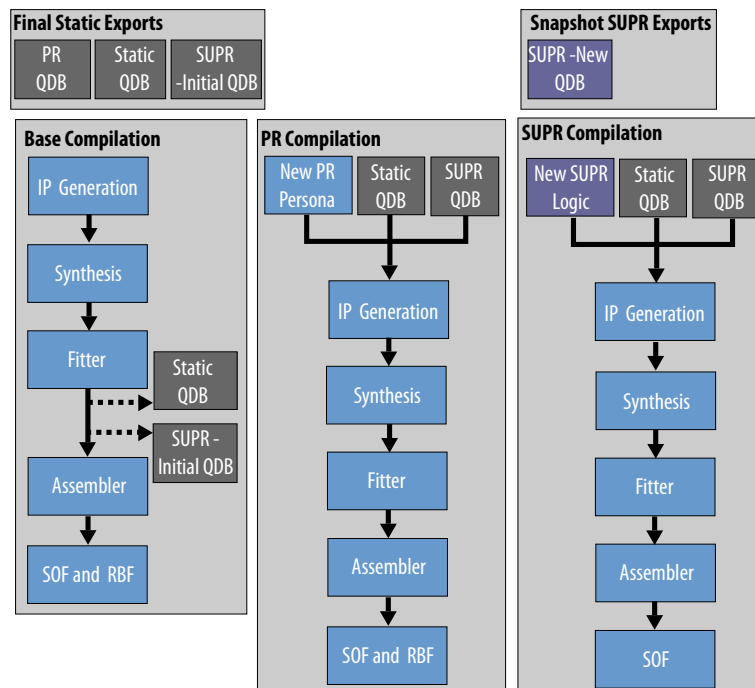 Final Static Exports
PR
QDB
Static
QDB
SUPR
-Initial QDB
Snapshot SUPR Exports
SUPR -New
QDB
Base Compilation
IP Generation
Synthesis
Fitter
Static
QDB
SUPR -
Initial QDB
Assembler
SOF and RBF
PR Compilation
New PR
Persona
Static
QDB
SUPR
QDB
IP Generation
Synthesis
Fitter
Assembler
SOF and RBF
SUPR Compilation
New SUPR
Logic
Static
QDB
SUPR
QDB
IP Generation
Synthesis
Fitter
Assembler
SOF